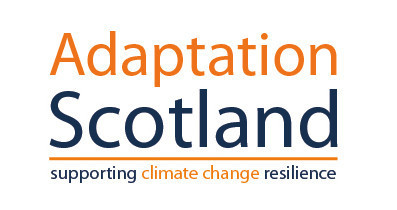 Adaptation
Scotland
supporting climate change resilience